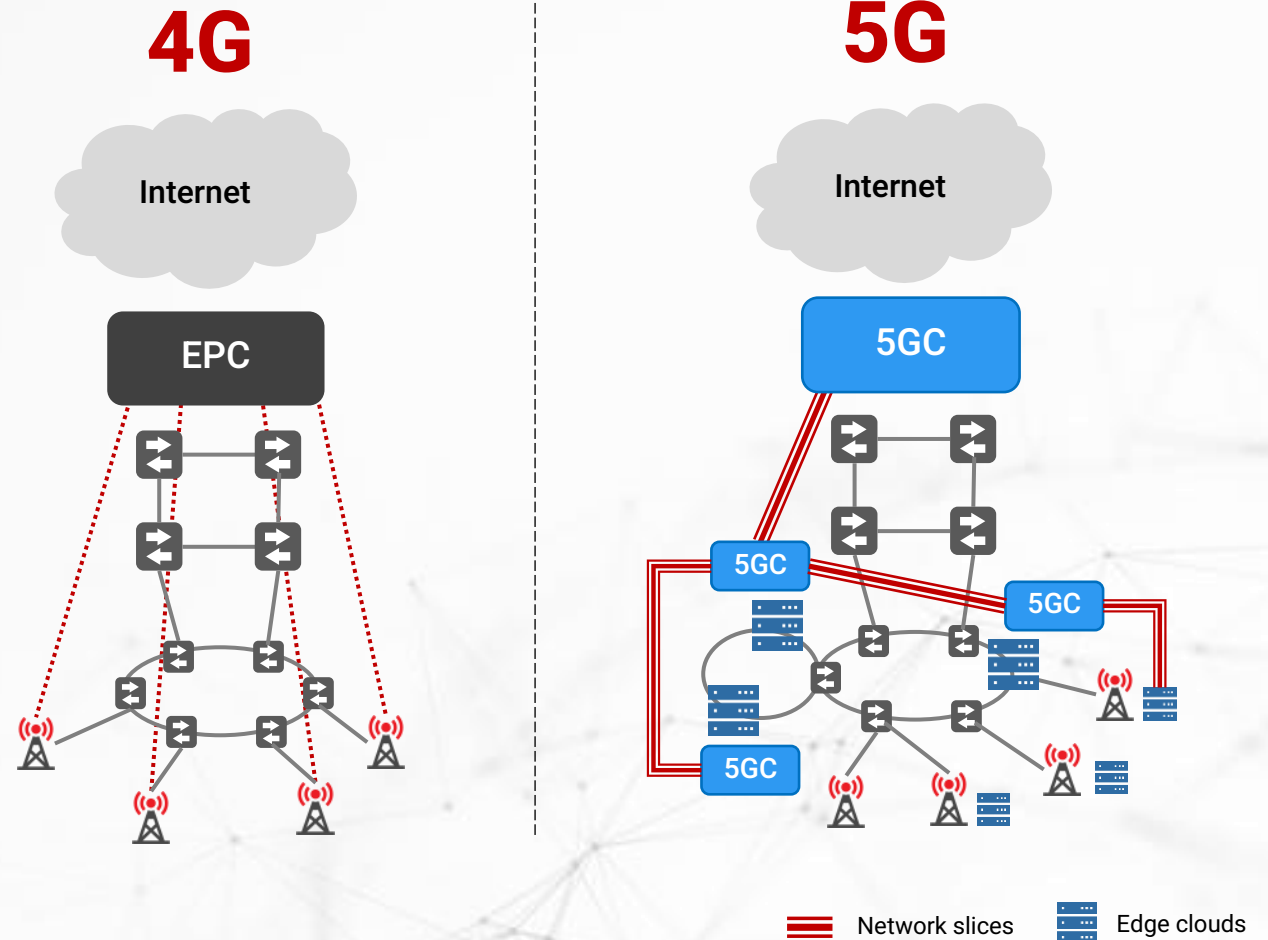 4G
Internet
EPC
5G
Internet
5GC
5GC
5GC
5GC
Network slices
Edge clouds